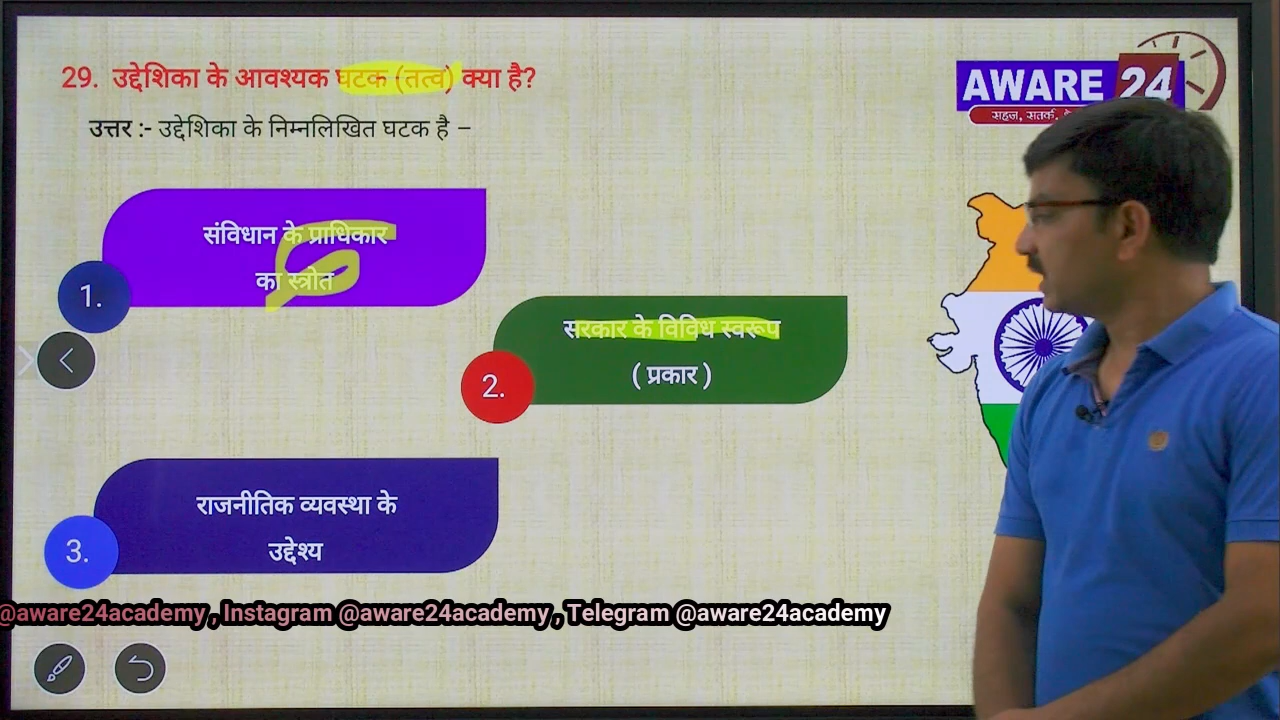 29. उद्देशिका के आवश्यक घटक (तत्व) क्या है?
उत्तर :- उद्देशिका के निम्नलिखित घटक है –
AWARE 24
सहज, सतर्क,
संविधान के प्राधिकार
का स्त्रोत
1.
सरकार के विविध स्वरूप
( प्रकार )
2.
राजनीतिक व्यवस्था के
उद्देश्य
3.
@aware24academy , Instagram @aware24academy , Telegram @aware24academy